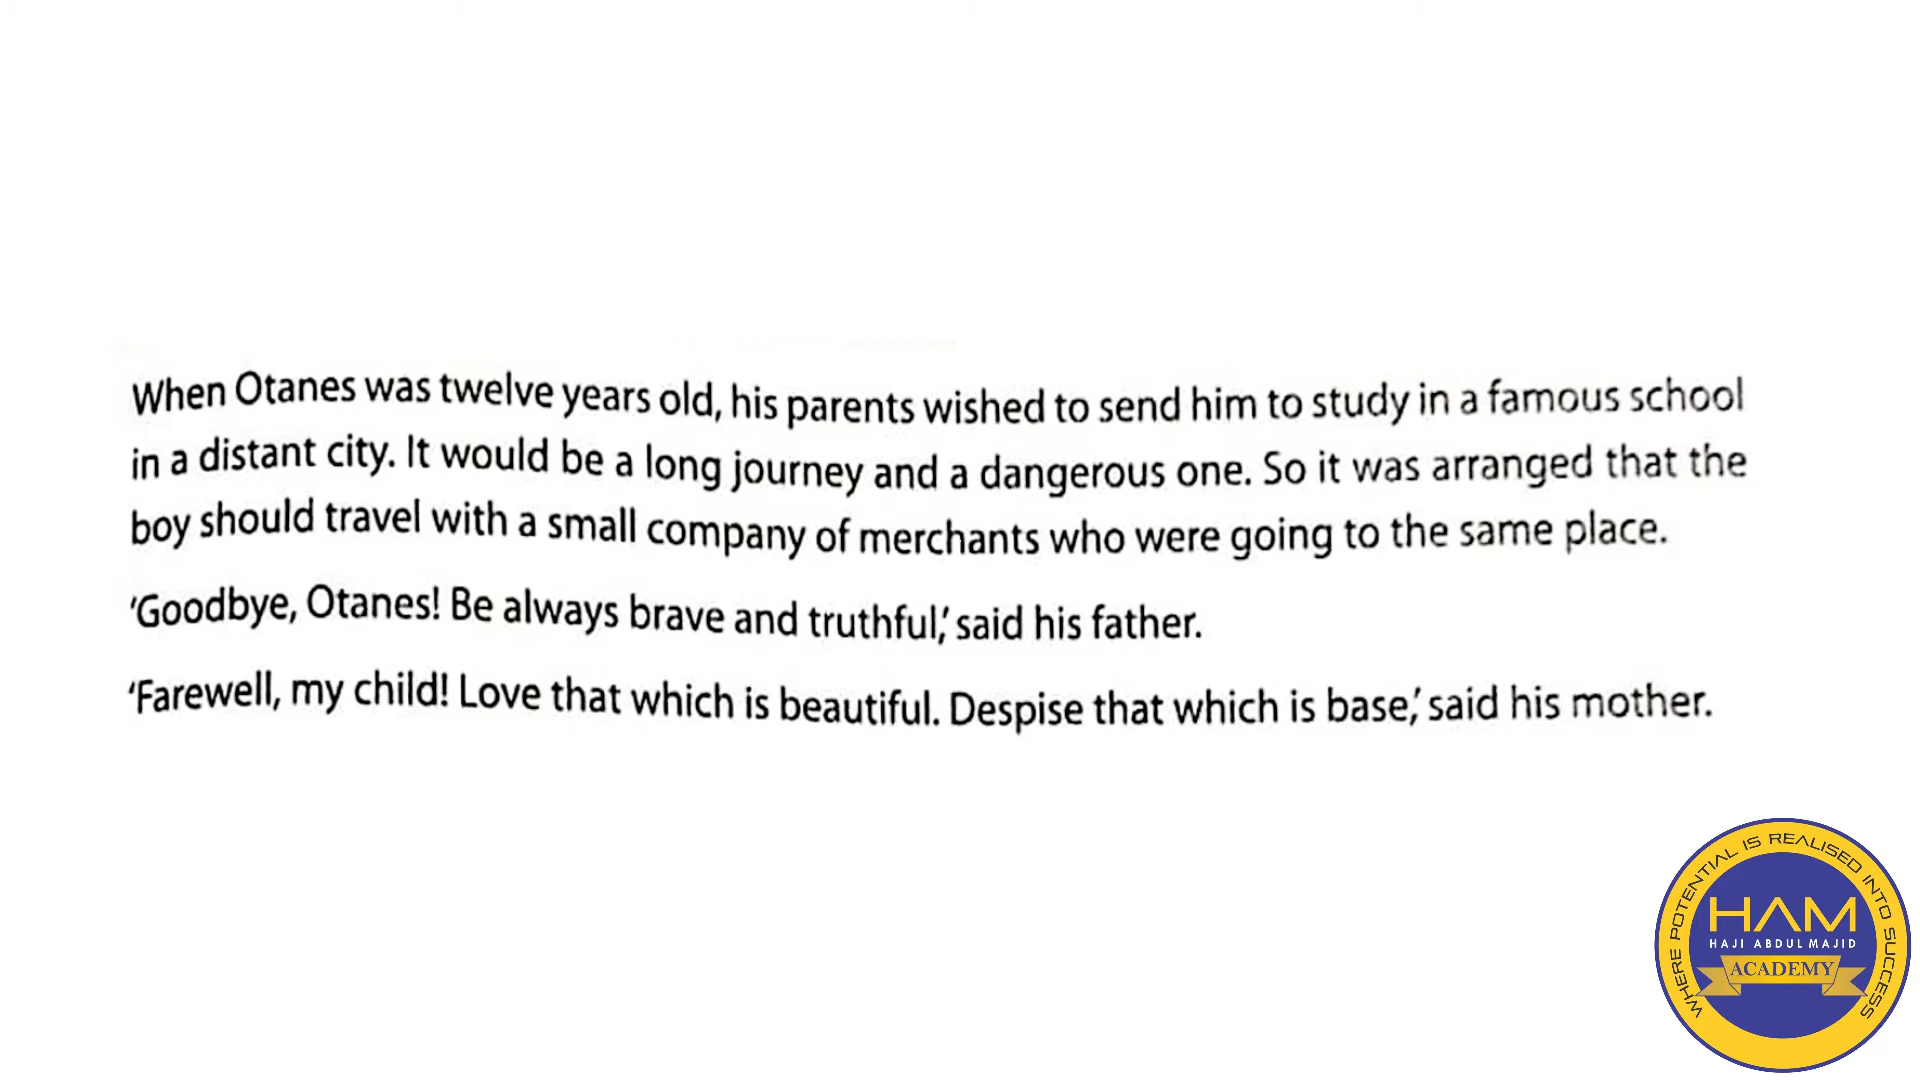 When Otanes was twelve years old, his parents wished to send him to study in a famous school
in a distant city. It would be a long journey and a dangerous one. So it was arranged that the
boy should travel with a small company of merchants who were going to the same place.
‘Goodbye, Otanes! Be always brave and truthful,’ said his father.
‘Farewell, my child! Love that which is beautiful. Despise that which is base,’ said his mother.
WHERE POTENTIAL IS REALISED INTO SUCCESS
HAM
HAJI ABDUL MAJID
ACADEMY